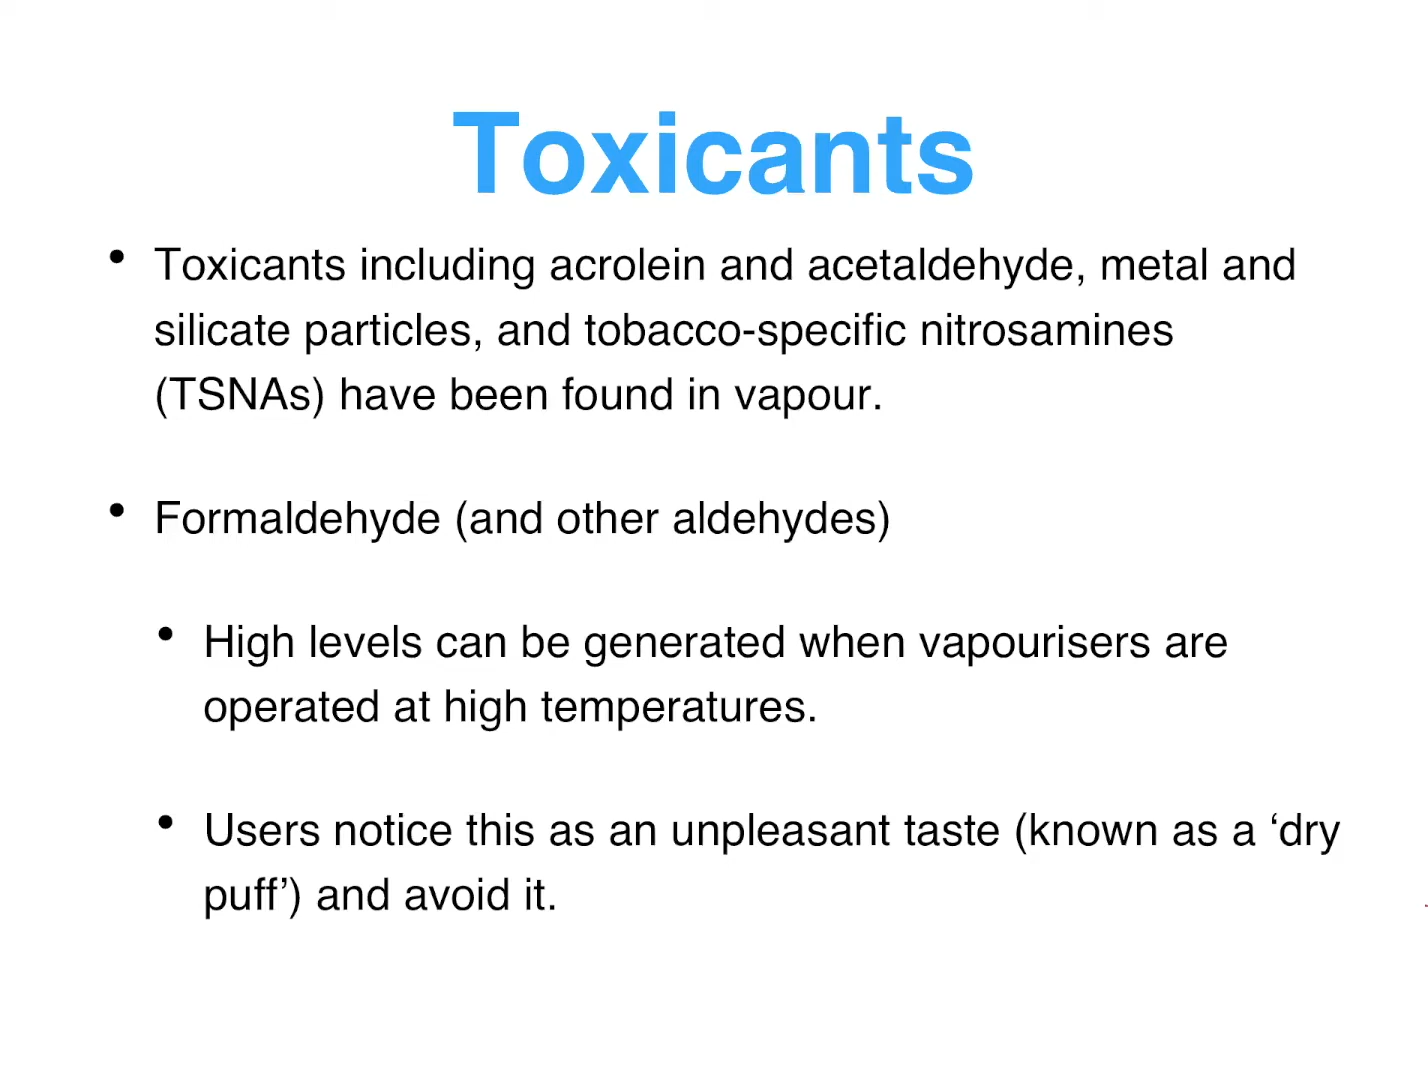 Toxicants
• Toxicants including acrolein and acetaldehyde, metal and
silicate particles, and tobacco-specific nitrosamines
(TSNAs) have been found in vapour.
• Formaldehyde (and other aldehydes)
• High levels can be generated when vapourisers are
operated at high temperatures.
• Users notice this as an unpleasant taste (known as a ‘dry
puff’) and avoid it.